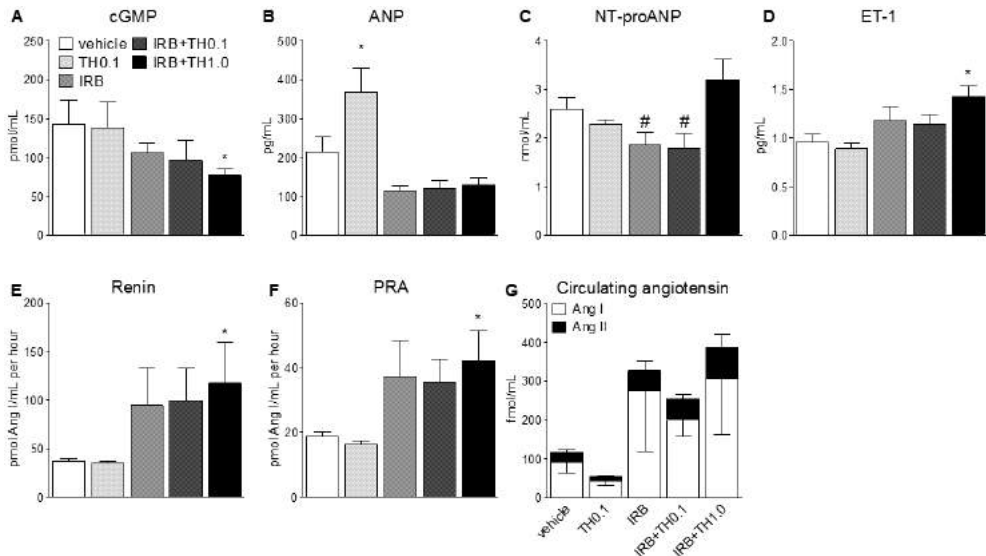 A
cGMP
pmol/mL
250
200
150
100
50
0
vehicle
TH0.1
IRB
IRB+TH0.1
IRB+TH1.0
*
B
ANP
pg/mL
500
400
300
200
100
0
*
C
NT-proANP
nmol/mL
4
3
2
1
0
# #
D
ET-1
pg/mL
2.0
1.5
1.0
0.5
0.0
*
E
Renin
pmol Ang I/mL per hour
200
150
100
50
0
*
F
PRA
pmol Ang I/mL per hour
60
40
20
0
*
G
Circulating angiotensin
fmol/mL
500
400
300
200
100
0
Ang I
Ang II
vehicle
TH0.1
IRB
IRB+TH0.1
IRB+TH1.0